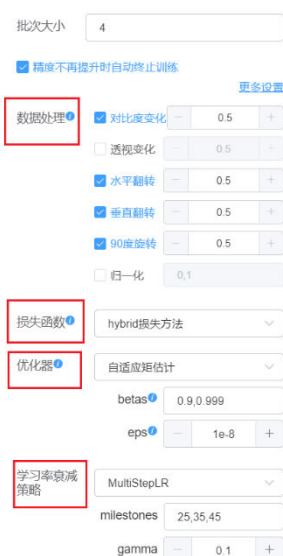 批次大小 4
精度不再提升时自动终止训练
更多设置
数据处理 对比度变化 − 0.5 +
透视变化 − 0.5 +
水平翻转 − 0.5 +
垂直翻转 − 0.5 +
90度旋转 − 0.5 +
归一化 0,1
损失函数 hybrid损失方法
优化器 自适应矩估计
betas 0.9,0.999
eps − 1e-8 +
学习率衰减
策略
MultiStepLR
milestones 25,35,45
gamma − 0.1 +